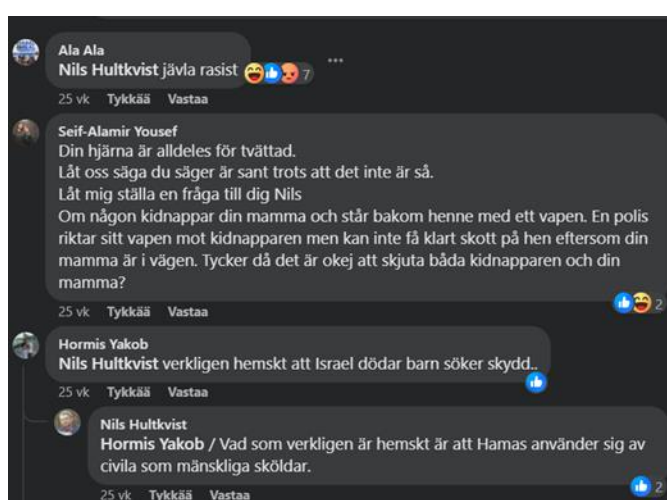 Ala Ala
Nils Hultkvist jävla rasist 7
25 vk Tykkää Vastaa
Seif-Alamir Yousef
Din hjärna är alldeles för tvättad.
Låt oss säga du säger är sant trots att det inte är så.
Låt mig ställa en fråga till dig Nils
Om någon kidnappar din mamma och står bakom henne med ett vapen. En polis
riktar sitt vapen mot kidnapparen men kan inte få klart skott på hen eftersom din
mamma är i vägen. Tycker då det är okej att skjuta båda kidnapparen och din
mamma?
2
25 vk Tykkää Vastaa
Hormis Yakob
Nils Hultkvist verkligen hemskt att Israel dödar barn söker skydd..
25 vk Tykkää Vastaa
Nils Hultkvist
Hormis Yakob / Vad som verkligen är hemskt är att Hamas använder sig av
civila som mänskliga sköldar.
2
25 vk Tykkää Vastaa